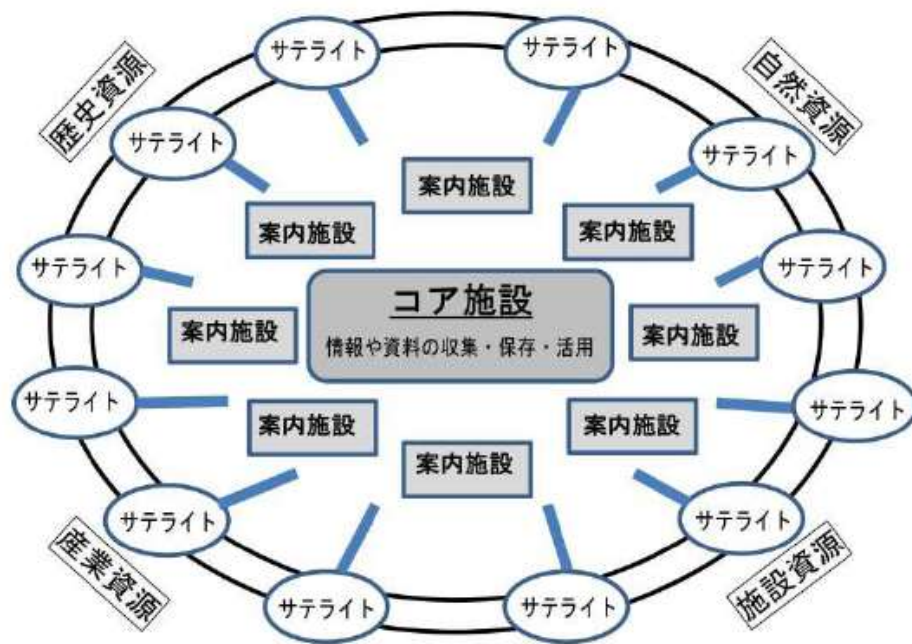 サテライト
サテライト
歴史資源
自然資源
サテライト
サテライト
案内施設
案内施設
案内施設
サテライト
サテライト
コア施設
情報や資料の収集・保存・活用
案内施設
案内施設
サテライト
サテライト
案内施設
案内施設
案内施設
サテライト
サテライト
産業資源
施設資源
サテライト
サテライト